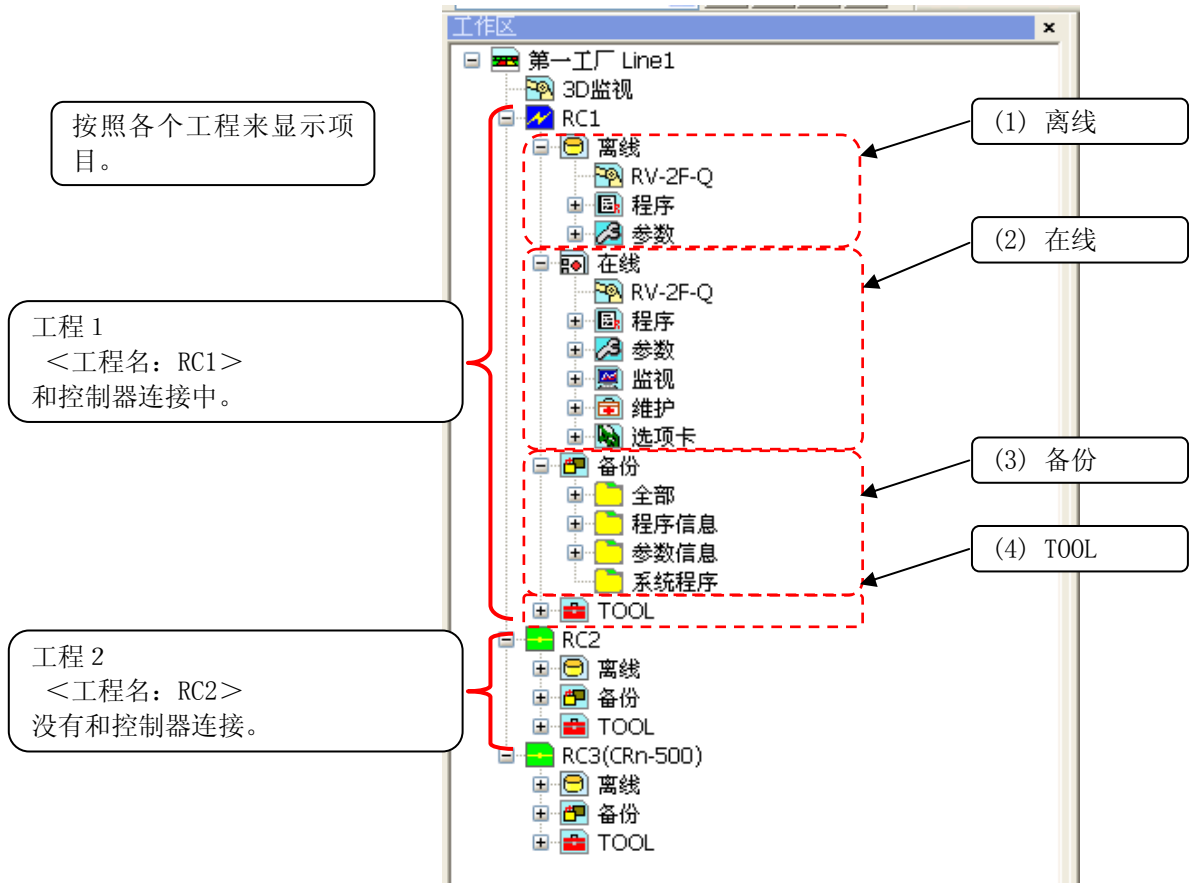 工作区
第一工厂 Line1
3D监视
RC1
离线
RV-2F-Q
程序
参数
在线
RV-2F-Q
程序
参数
监视
维护
选项卡
备份
全部
程序信息
参数信息
系统程序
TOOL
RC2
离线
备份
TOOL
RC3(CRn-500)
离线
备份
TOOL
按照各个工程来显示项
目。
工程1
<工程名：RC1>
和控制器连接中。
工程2
<工程名：RC2>
没有和控制器连接。
(1) 离线
(2) 在线
(3) 备份
(4) TOOL